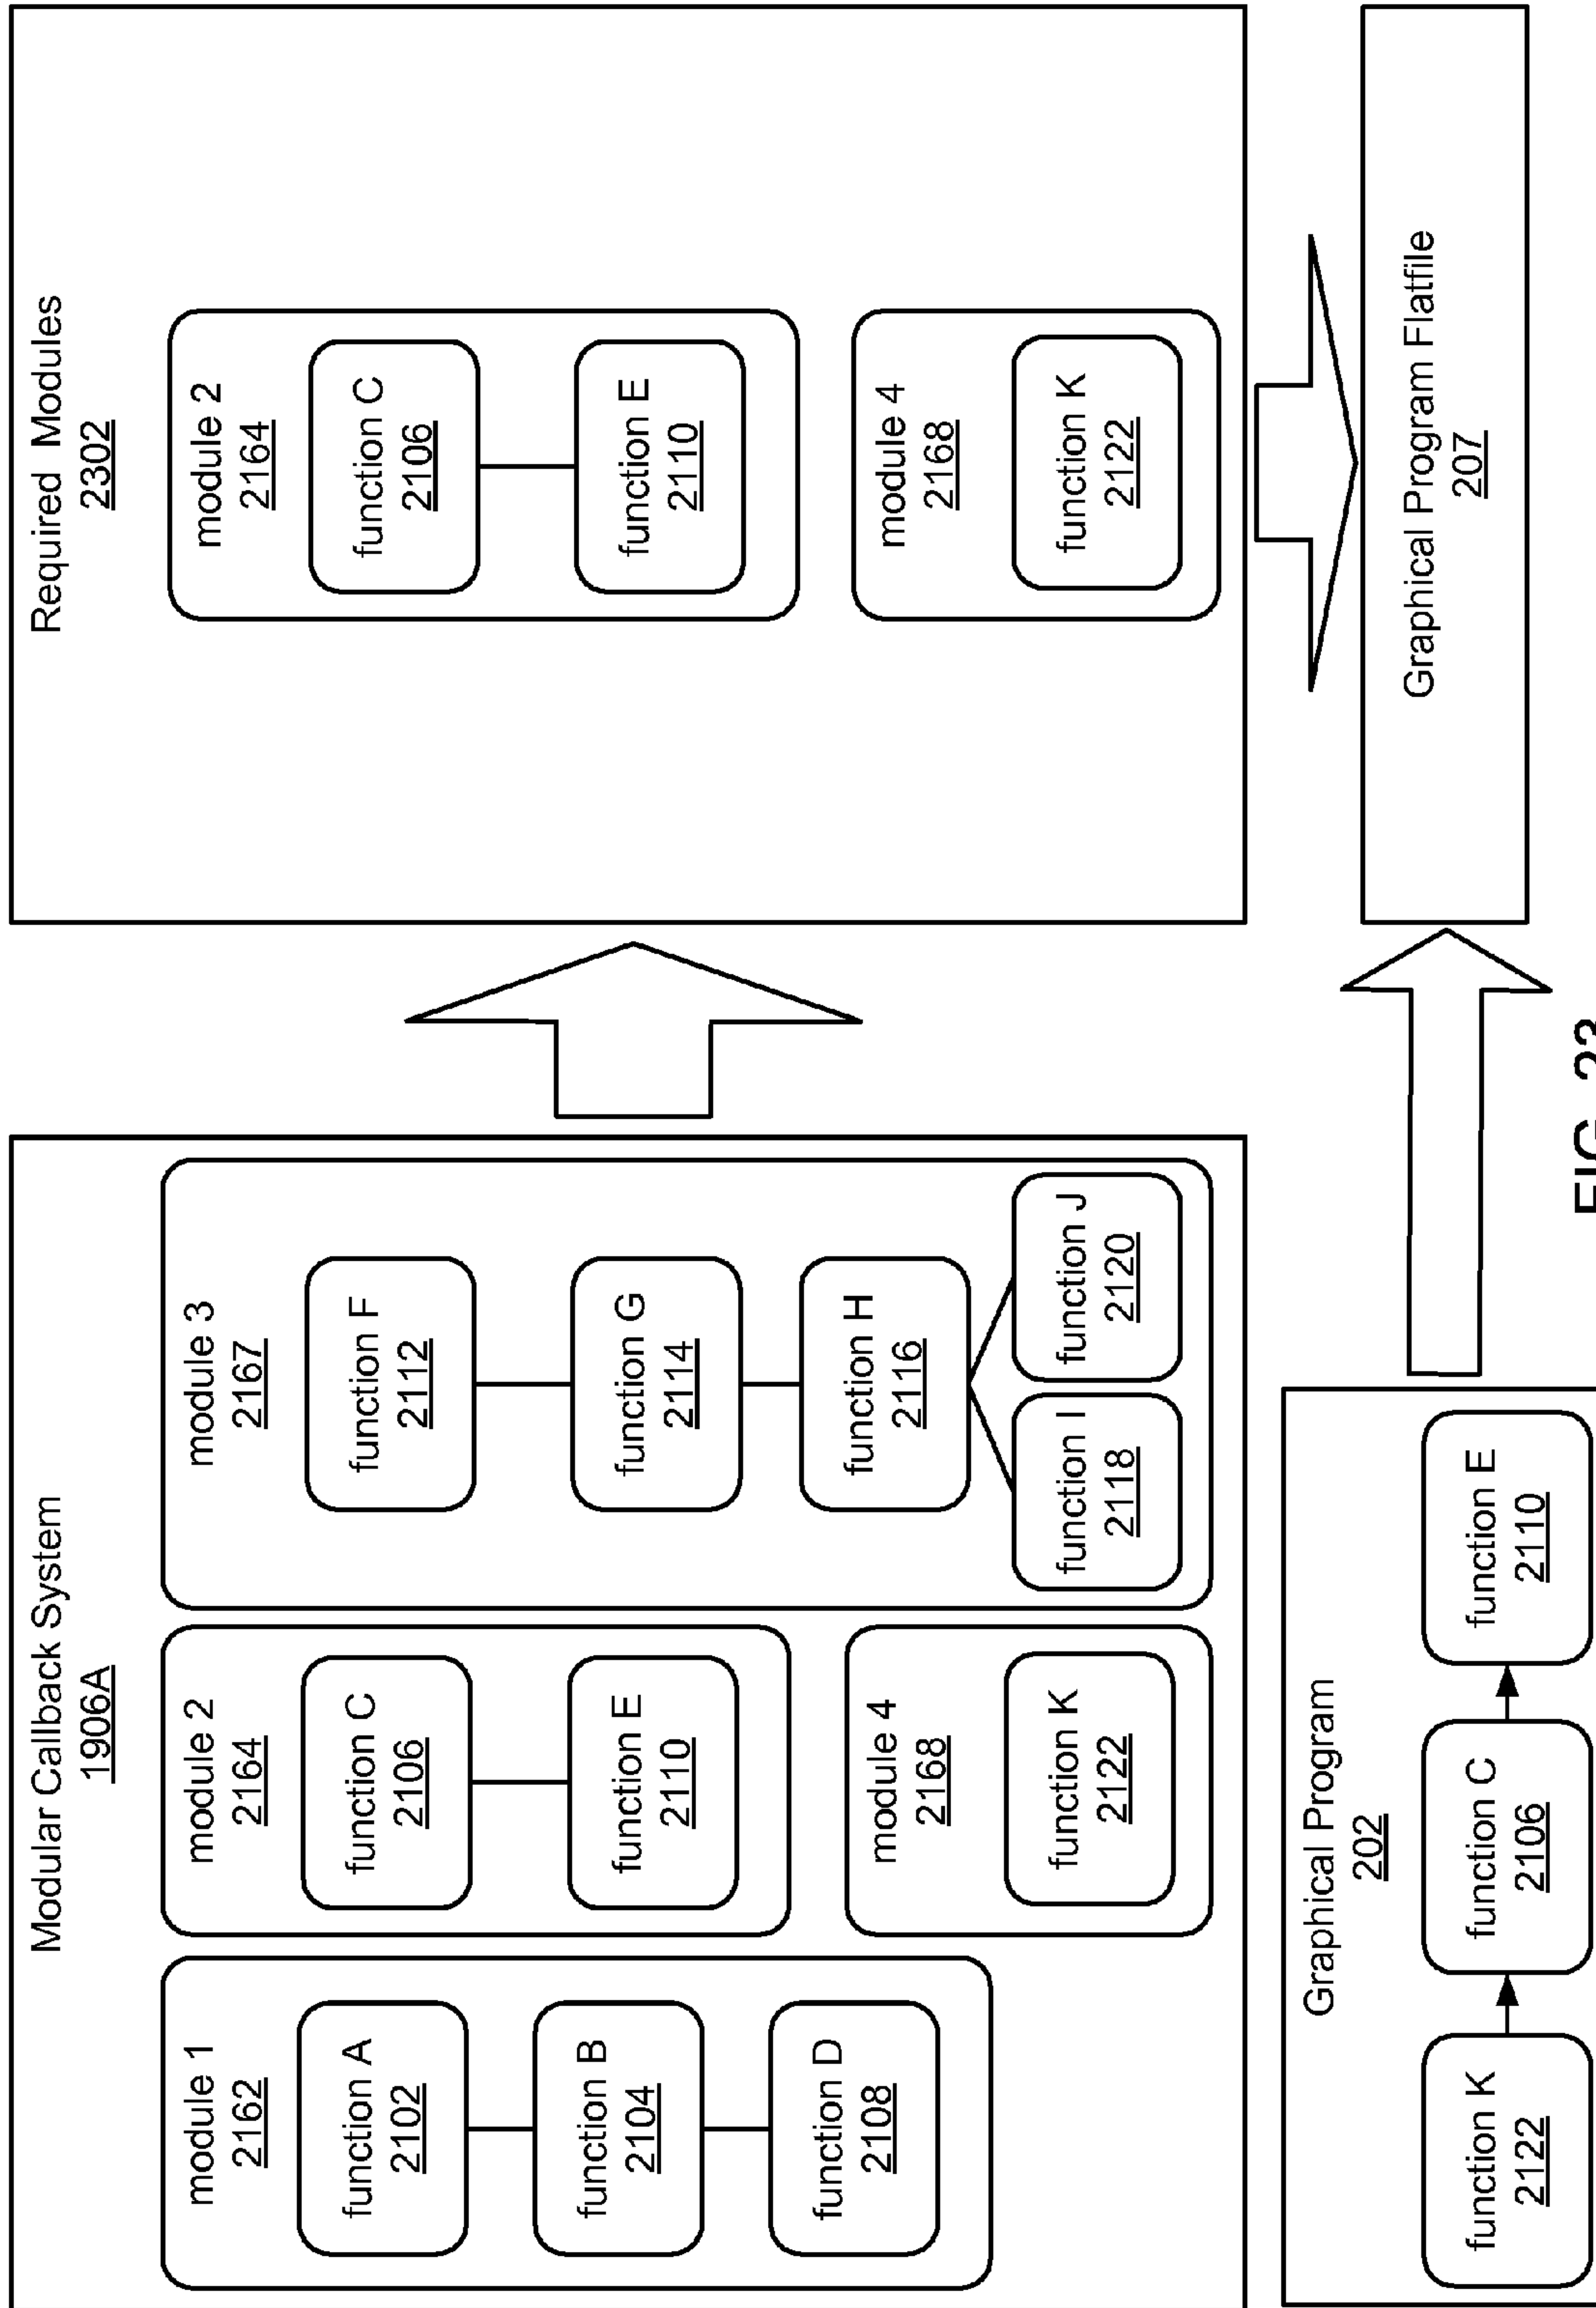 Modular Callback System
1906A
module 1
2162
function A
2102
function B
2104
function D
2108
module 2
2164
function C
2106
function E
2110
module 4
2168
function K
2122
module 3
2167
function F
2112
function G
2114
function H
2116
function I
2118
function J
2120
Required Modules
2302
module 2
2164
function C
2106
function E
2110
module 4
2168
function K
2122
Graphical Program
202
function K
2122
function C
2106
function E
2110
Graphical Program Flatfile
207
FIG. 23